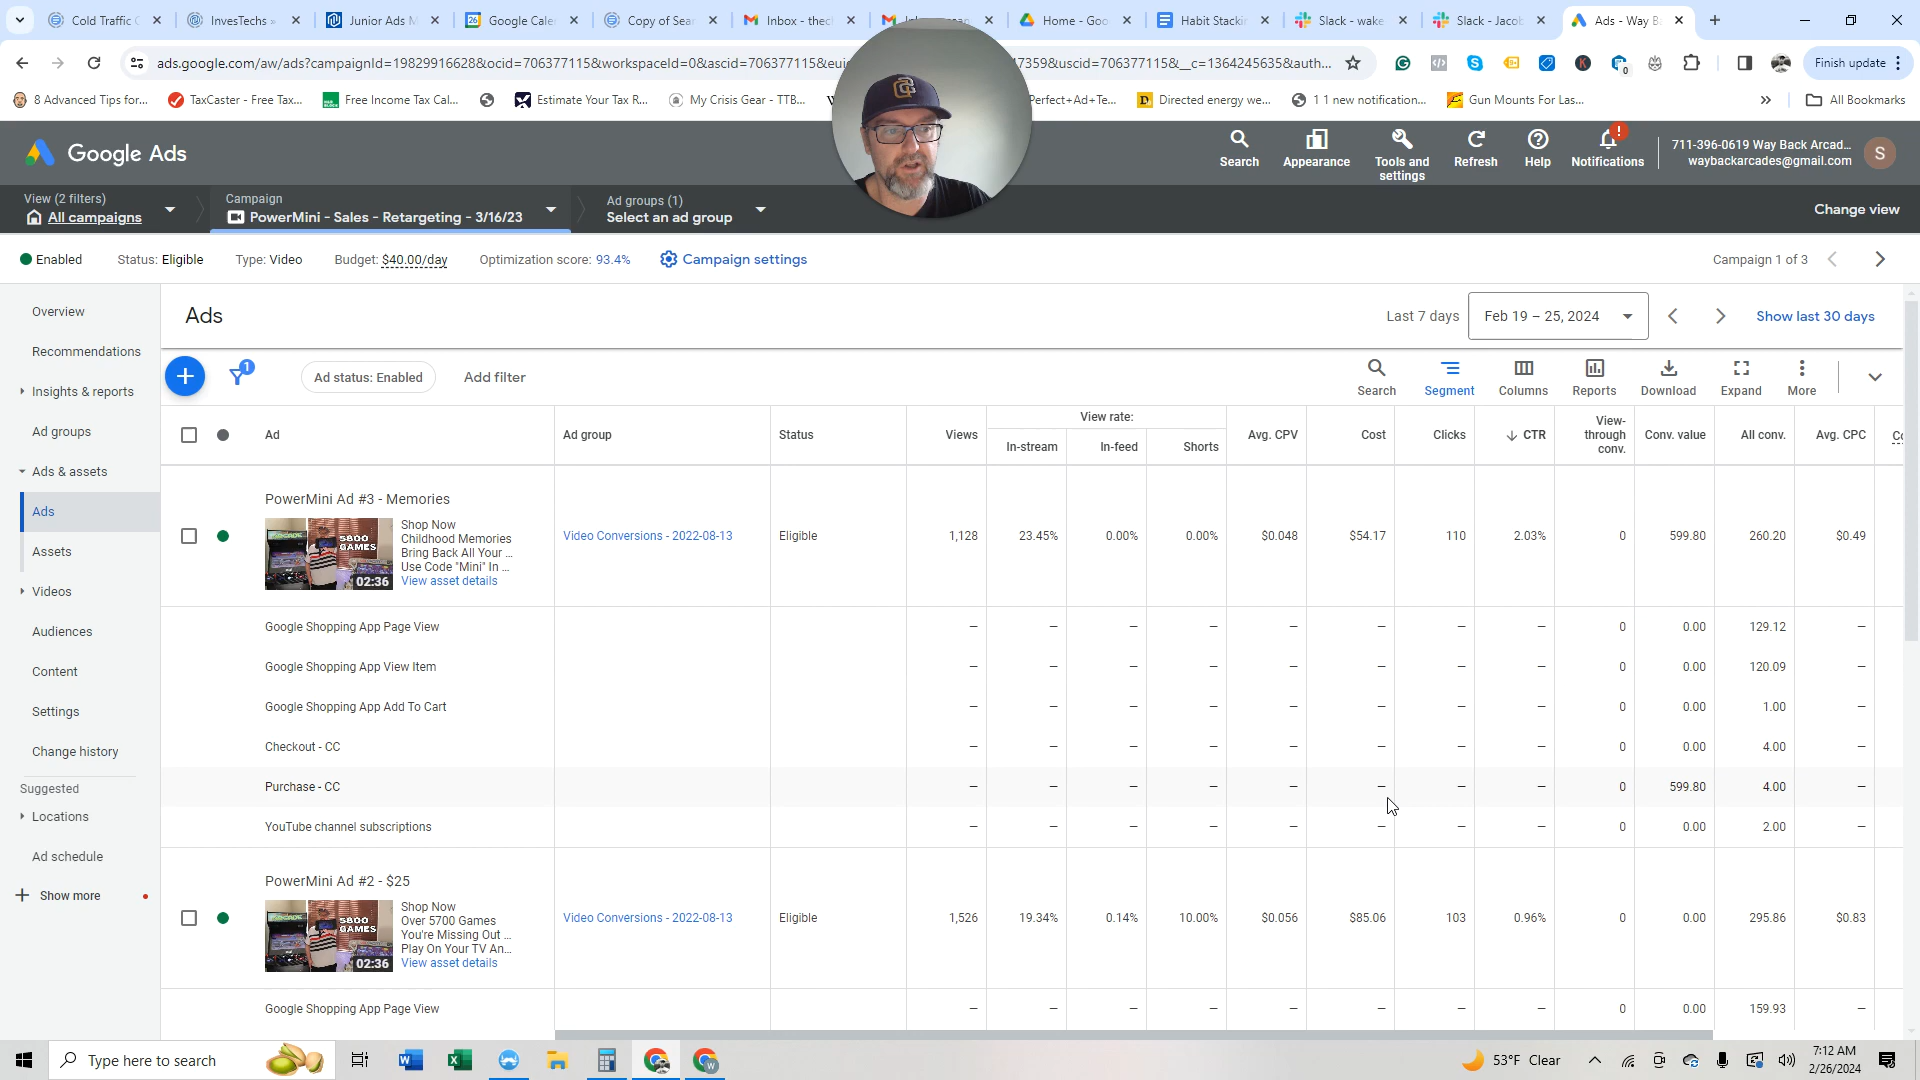 Cold Traffic C
InvesTechs »
Junior Ads M
26
Google Caler
Copy of Sear
Inbox - thech
Home - Goo
Habit Stackin
Slack - wake
Slack - Jacob
Ads - Way B
ads.google.com/aw/ads?campaignId=19829916628&ocid=706377115&workspaceId=0&ascid=706377115&euic
47359&uscid=706377115&__c=1364245635&auth...
0
Finish update
8 Advanced Tips for...
TaxCaster - Free Tax...
Free Income Tax Cal...
Estimate Your Tax R...
My Crisis Gear - TTB...
Perfect+Ad+Te...
Directed energy we...
1 1 new notification...
Gun Mounts For Las...
»
All Bookmarks
Google Ads
Search
Appearance
Tools and
settings
Refresh
Help
!
Notifications
711-396-0619 Way Back Arcad...
waybackarcades@gmail.com
S
View (2 filters)
All campaigns
Campaign
PowerMini - Sales - Retargeting - 3/16/23
Ad groups (1)
Select an ad group
Change view
Enabled
Status: Eligible
Type: Video
Budget: $40.00/day
Optimization score: 93.4%
Campaign settings
Campaign 1 of 3
Overview
Recommendations
Insights & reports
Ad groups
Ads & assets
Ads
Assets
Videos
Audiences
Content
Settings
Change history
Suggested
Locations
Ad schedule
Show more
Ads
Last 7 days
Feb 19 – 25, 2024
Show last 30 days
1
Ad status: Enabled
Add filter
Search
Segment
Columns
Reports
Download
Expand
More
Ad
Ad group
Status
Views
View rate:
In-stream
In-feed
Shorts
Avg. CPV
Cost
Clicks
CTR
View-
through
conv.
Conv. value
All conv.
Avg. CPC
PowerMini Ad #3 - Memories
5800
GAMES
02:36
Shop Now
Childhood Memories
Bring Back All Your ...
Use Code "Mini" In ...
View asset details
Video Conversions - 2022-08-13
Eligible
1,128
23.45%
0.00%
0.00%
$0.048
$54.17
110
2.03%
0
599.80
260.20
$0.49
Google Shopping App Page View
– – – – – – – – 0 0.00 129.12 –
Google Shopping App View Item
– – – – – – – – 0 0.00 120.09 –
Google Shopping App Add To Cart
– – – – – – – – 0 0.00 1.00 –
Checkout - CC
– – – – – – – – 0 0.00 4.00 –
Purchase - CC
– – – – – – – – 0 599.80 4.00 –
YouTube channel subscriptions
– – – – – – – – 0 0.00 2.00 –
PowerMini Ad #2 - $25
5800
GAMES
02:36
Shop Now
Over 5700 Games
You're Missing Out ...
Play On Your TV An...
View asset details
Video Conversions - 2022-08-13
Eligible
1,526
19.34%
0.14%
10.00%
$0.056
$85.06
103
0.96%
0
0.00
295.86
$0.83
Google Shopping App Page View
– – – – – – – – 0 0.00 159.93 –
Type here to search
53°F Clear
7:12 AM
2/26/2024